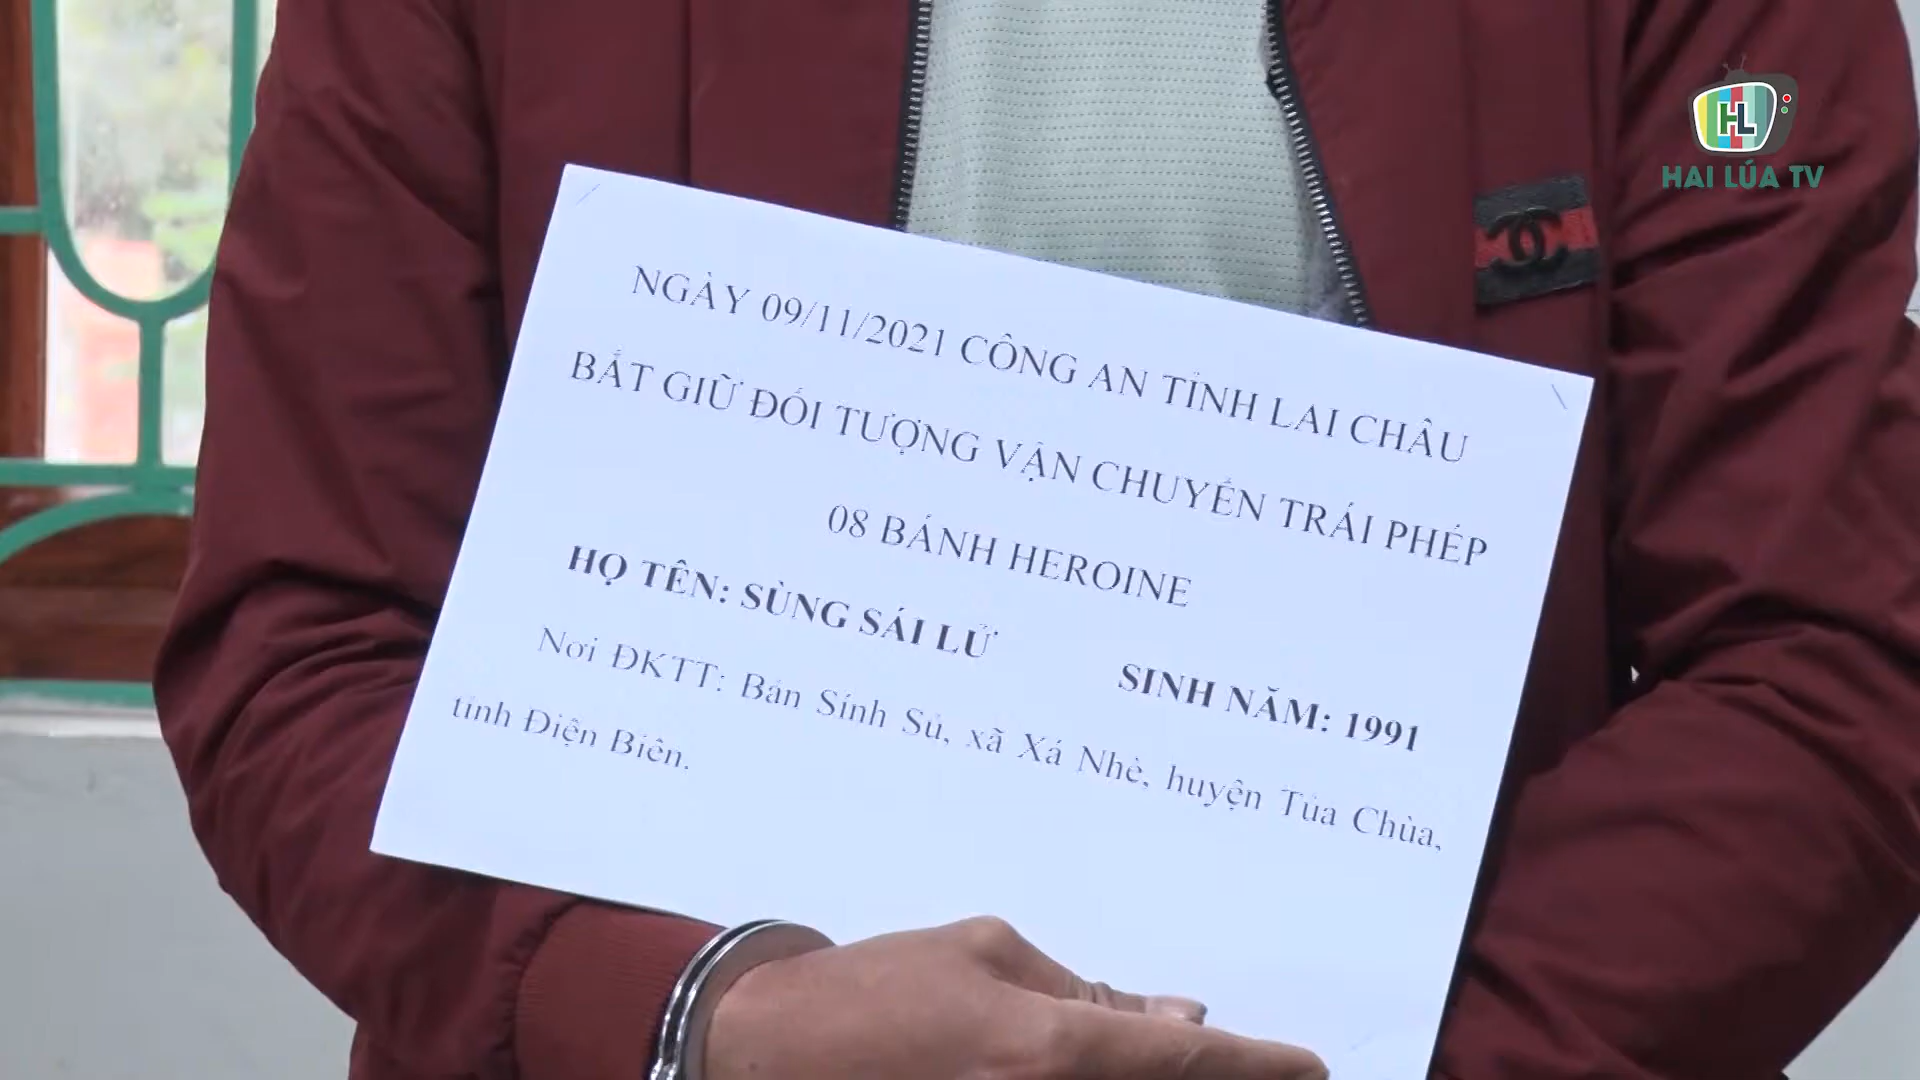 HL
HAI LÚA TV
NGÀY 09/11/2021 CÔNG AN TỈNH LAI CHÂU
BẮT GIỮ ĐỐI TƯỢNG VẬN CHUYỂN TRÁI PHÉP
08 BÁNH HEROINE
HỌ TÊN: SÙNG SÁI LỬ SINH NĂM: 1991
Nơi ĐKTT: Bản Sính Sủ, xã Xá Nhè, huyện Tủa Chùa,
tỉnh Điện Biên.